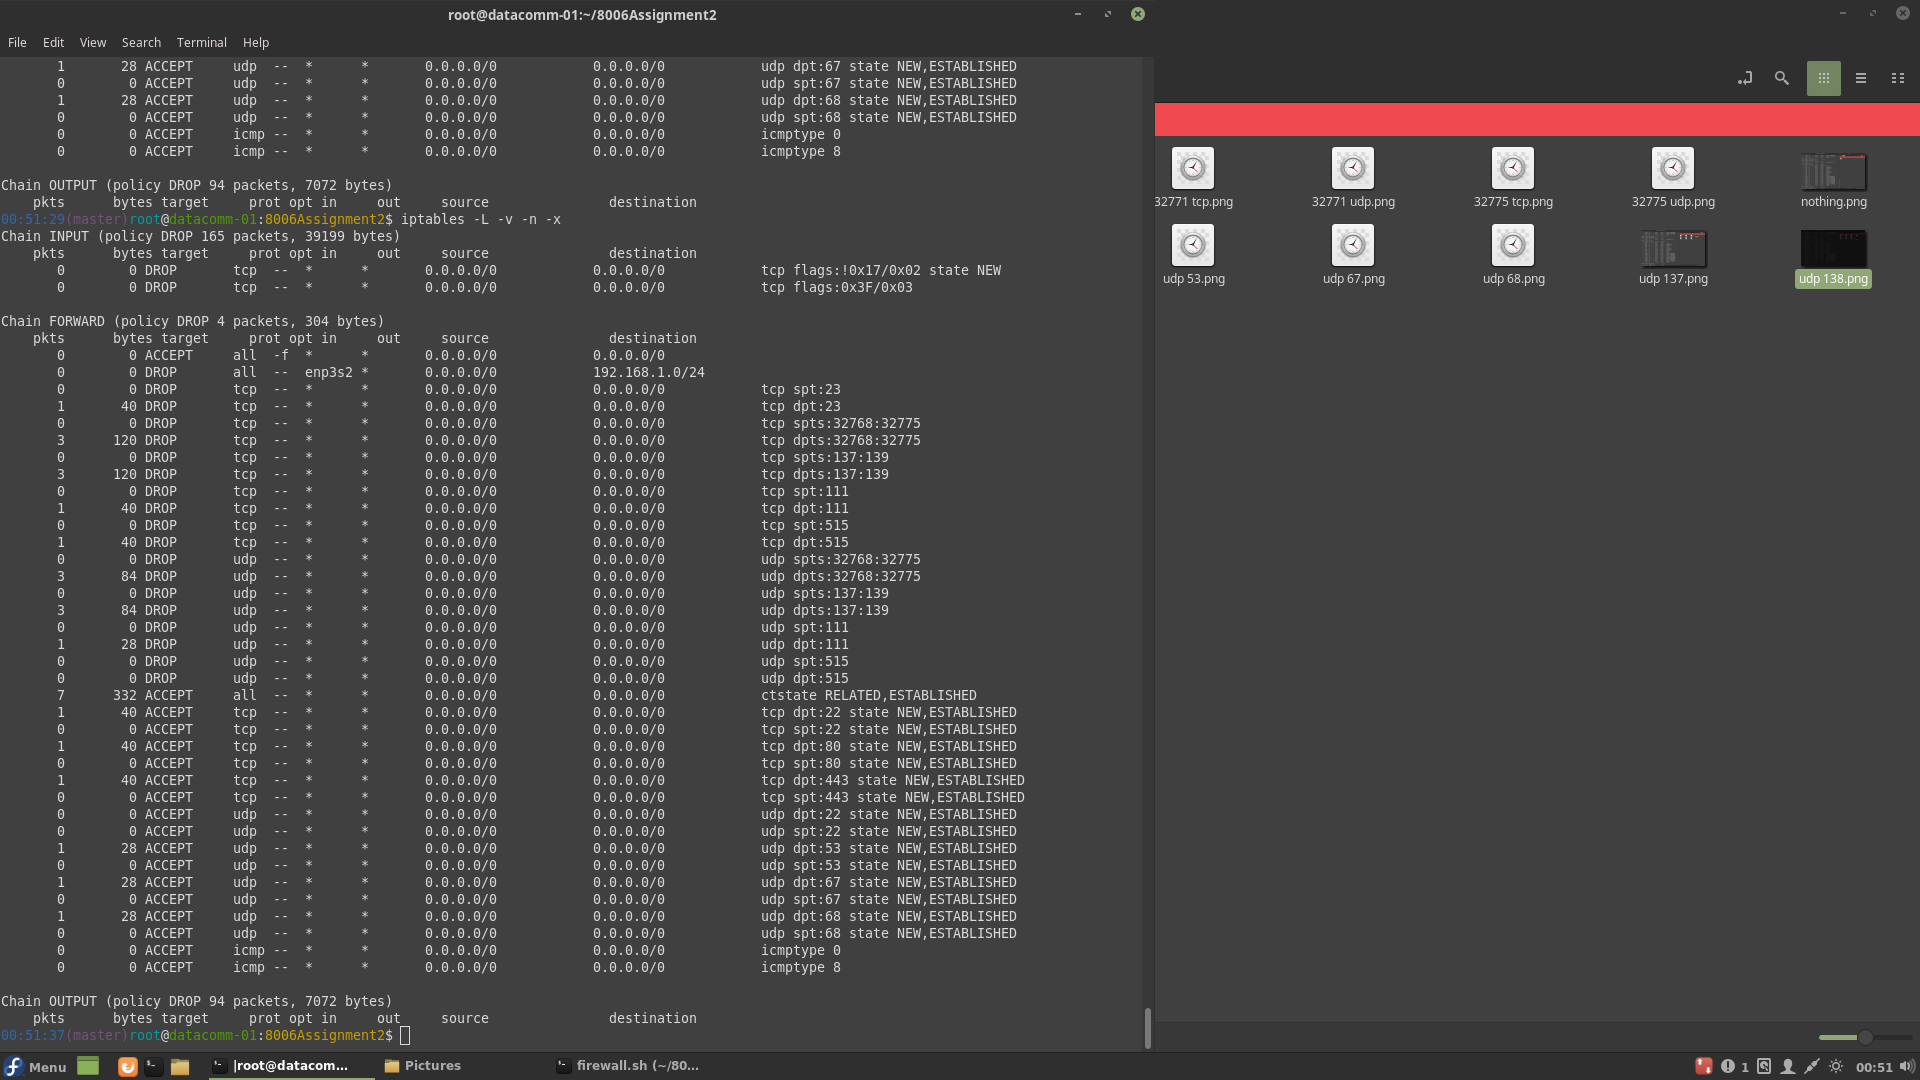 root@datacomm-01:~/8006Assignment2
File Edit View Search Terminal Help
1 28 ACCEPT udp -- * * 0.0.0.0/0 0.0.0.0/0 udp dpt:67 state NEW,ESTABLISHED
0 0 ACCEPT udp -- * * 0.0.0.0/0 0.0.0.0/0 udp spt:67 state NEW,ESTABLISHED
1 28 ACCEPT udp -- * * 0.0.0.0/0 0.0.0.0/0 udp dpt:68 state NEW,ESTABLISHED
0 0 ACCEPT udp -- * * 0.0.0.0/0 0.0.0.0/0 udp spt:68 state NEW,ESTABLISHED
0 0 ACCEPT icmp -- * * 0.0.0.0/0 0.0.0.0/0 icmptype 0
0 0 ACCEPT icmp -- * * 0.0.0.0/0 0.0.0.0/0 icmptype 8
Chain OUTPUT (policy DROP 94 packets, 7072 bytes)
pkts bytes target prot opt in out source destination
00:51:29(master)root@datacomm-01:8006Assignment2$ iptables -L -v -n -x
Chain INPUT (policy DROP 165 packets, 39199 bytes)
pkts bytes target prot opt in out source destination
0 0 DROP tcp -- * * 0.0.0.0/0 0.0.0.0/0 tcp flags:!0x17/0x02 state NEW
0 0 DROP tcp -- * * 0.0.0.0/0 0.0.0.0/0 tcp flags:0x3F/0x03
Chain FORWARD (policy DROP 4 packets, 304 bytes)
pkts bytes target prot opt in out source destination
0 0 ACCEPT all -f * * 0.0.0.0/0 0.0.0.0/0
0 0 DROP all -- enp3s2 * 0.0.0.0/0 192.168.1.0/24
0 0 DROP tcp -- * * 0.0.0.0/0 0.0.0.0/0 tcp spt:23
1 40 DROP tcp -- * * 0.0.0.0/0 0.0.0.0/0 tcp dpt:23
0 0 DROP tcp -- * * 0.0.0.0/0 0.0.0.0/0 tcp spts:32768:32775
3 120 DROP tcp -- * * 0.0.0.0/0 0.0.0.0/0 tcp dpts:32768:32775
0 0 DROP tcp -- * * 0.0.0.0/0 0.0.0.0/0 tcp spts:137:139
3 120 DROP tcp -- * * 0.0.0.0/0 0.0.0.0/0 tcp dpts:137:139
0 0 DROP tcp -- * * 0.0.0.0/0 0.0.0.0/0 tcp spt:111
1 40 DROP tcp -- * * 0.0.0.0/0 0.0.0.0/0 tcp dpt:111
0 0 DROP tcp -- * * 0.0.0.0/0 0.0.0.0/0 tcp spt:515
1 40 DROP tcp -- * * 0.0.0.0/0 0.0.0.0/0 tcp dpt:515
0 0 DROP udp -- * * 0.0.0.0/0 0.0.0.0/0 udp spts:32768:32775
3 84 DROP udp -- * * 0.0.0.0/0 0.0.0.0/0 udp dpts:32768:32775
0 0 DROP udp -- * * 0.0.0.0/0 0.0.0.0/0 udp spts:137:139
3 84 DROP udp -- * * 0.0.0.0/0 0.0.0.0/0 udp dpts:137:139
0 0 DROP udp -- * * 0.0.0.0/0 0.0.0.0/0 udp spt:111
1 28 DROP udp -- * * 0.0.0.0/0 0.0.0.0/0 udp dpt:111
0 0 DROP udp -- * * 0.0.0.0/0 0.0.0.0/0 udp spt:515
0 0 DROP udp -- * * 0.0.0.0/0 0.0.0.0/0 udp dpt:515
7 332 ACCEPT all -- * * 0.0.0.0/0 0.0.0.0/0 ctstate RELATED,ESTABLISHED
1 40 ACCEPT tcp -- * * 0.0.0.0/0 0.0.0.0/0 tcp dpt:22 state NEW,ESTABLISHED
0 0 ACCEPT tcp -- * * 0.0.0.0/0 0.0.0.0/0 tcp spt:22 state NEW,ESTABLISHED
1 40 ACCEPT tcp -- * * 0.0.0.0/0 0.0.0.0/0 tcp dpt:80 state NEW,ESTABLISHED
0 0 ACCEPT tcp -- * * 0.0.0.0/0 0.0.0.0/0 tcp spt:80 state NEW,ESTABLISHED
1 40 ACCEPT tcp -- * * 0.0.0.0/0 0.0.0.0/0 tcp dpt:443 state NEW,ESTABLISHED
0 0 ACCEPT tcp -- * * 0.0.0.0/0 0.0.0.0/0 tcp spt:443 state NEW,ESTABLISHED
0 0 ACCEPT udp -- * * 0.0.0.0/0 0.0.0.0/0 udp dpt:22 state NEW,ESTABLISHED
0 0 ACCEPT udp -- * * 0.0.0.0/0 0.0.0.0/0 udp spt:22 state NEW,ESTABLISHED
1 28 ACCEPT udp -- * * 0.0.0.0/0 0.0.0.0/0 udp dpt:53 state NEW,ESTABLISHED
0 0 ACCEPT udp -- * * 0.0.0.0/0 0.0.0.0/0 udp spt:53 state NEW,ESTABLISHED
1 28 ACCEPT udp -- * * 0.0.0.0/0 0.0.0.0/0 udp dpt:67 state NEW,ESTABLISHED
0 0 ACCEPT udp -- * * 0.0.0.0/0 0.0.0.0/0 udp spt:67 state NEW,ESTABLISHED
1 28 ACCEPT udp -- * * 0.0.0.0/0 0.0.0.0/0 udp dpt:68 state NEW,ESTABLISHED
0 0 ACCEPT udp -- * * 0.0.0.0/0 0.0.0.0/0 udp spt:68 state NEW,ESTABLISHED
0 0 ACCEPT icmp -- * * 0.0.0.0/0 0.0.0.0/0 icmptype 0
0 0 ACCEPT icmp -- * * 0.0.0.0/0 0.0.0.0/0 icmptype 8
Chain OUTPUT (policy DROP 94 packets, 7072 bytes)
pkts bytes target prot opt in out source destination
00:51:37(master)root@datacomm-01:8006Assignment2$
32771 tcp.png 32771 udp.png 32775 tcp.png 32775 udp.png nothing.png
udp 53.png udp 67.png udp 68.png udp 137.png udp 138.png
Menu |root@datacom... Pictures firewall.sh (~/80... 1 00:51